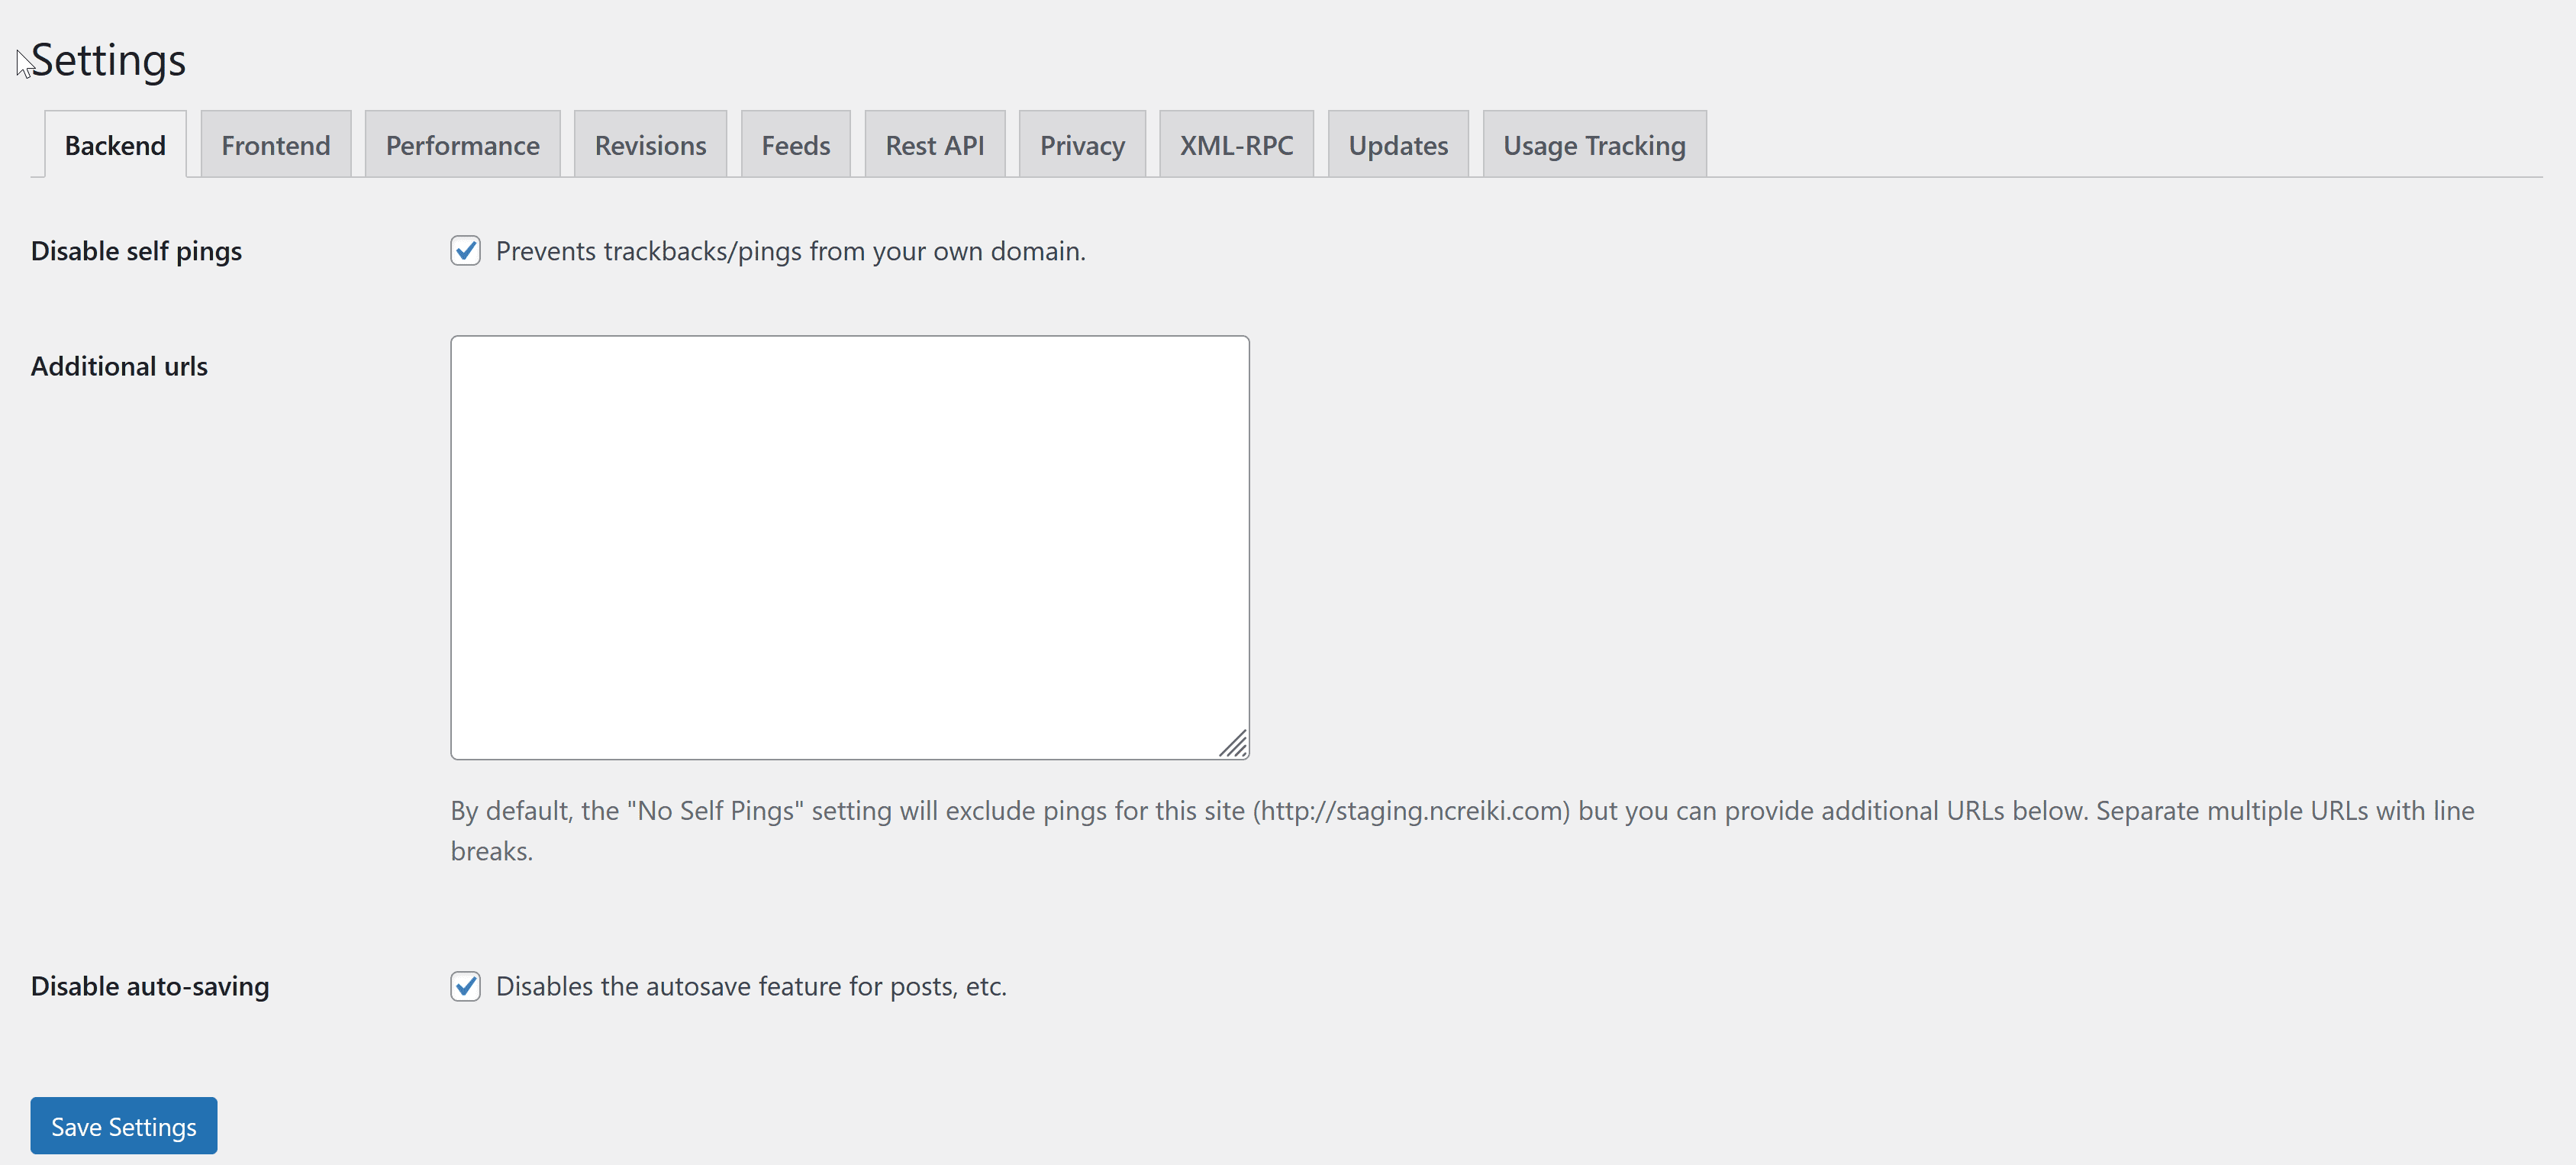 Settings
Backend
Frontend
Performance
Revisions
Feeds
Rest API
Privacy
XML-RPC
Updates
Usage Tracking
Disable self pings
Prevents trackbacks/pings from your own domain.
Additional urls
By default, the "No Self Pings" setting will exclude pings for this site (http://staging.ncreiki.com) but you can provide additional URLs below. Separate multiple URLs with line
breaks.
Disable auto-saving
Disables the autosave feature for posts, etc.
Save Settings